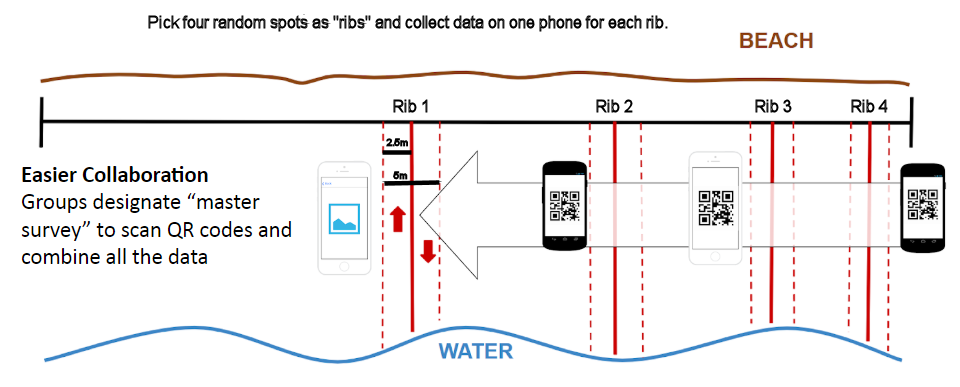 Pick four random spots as "ribs" and collect data on one phone for each rib.
BEACH
Rib 1
Rib 2
Rib 3
Rib 4
2.5m
5m
Easier Collaboration
Groups designate “master
survey” to scan QR codes and
combine all the data
WATER